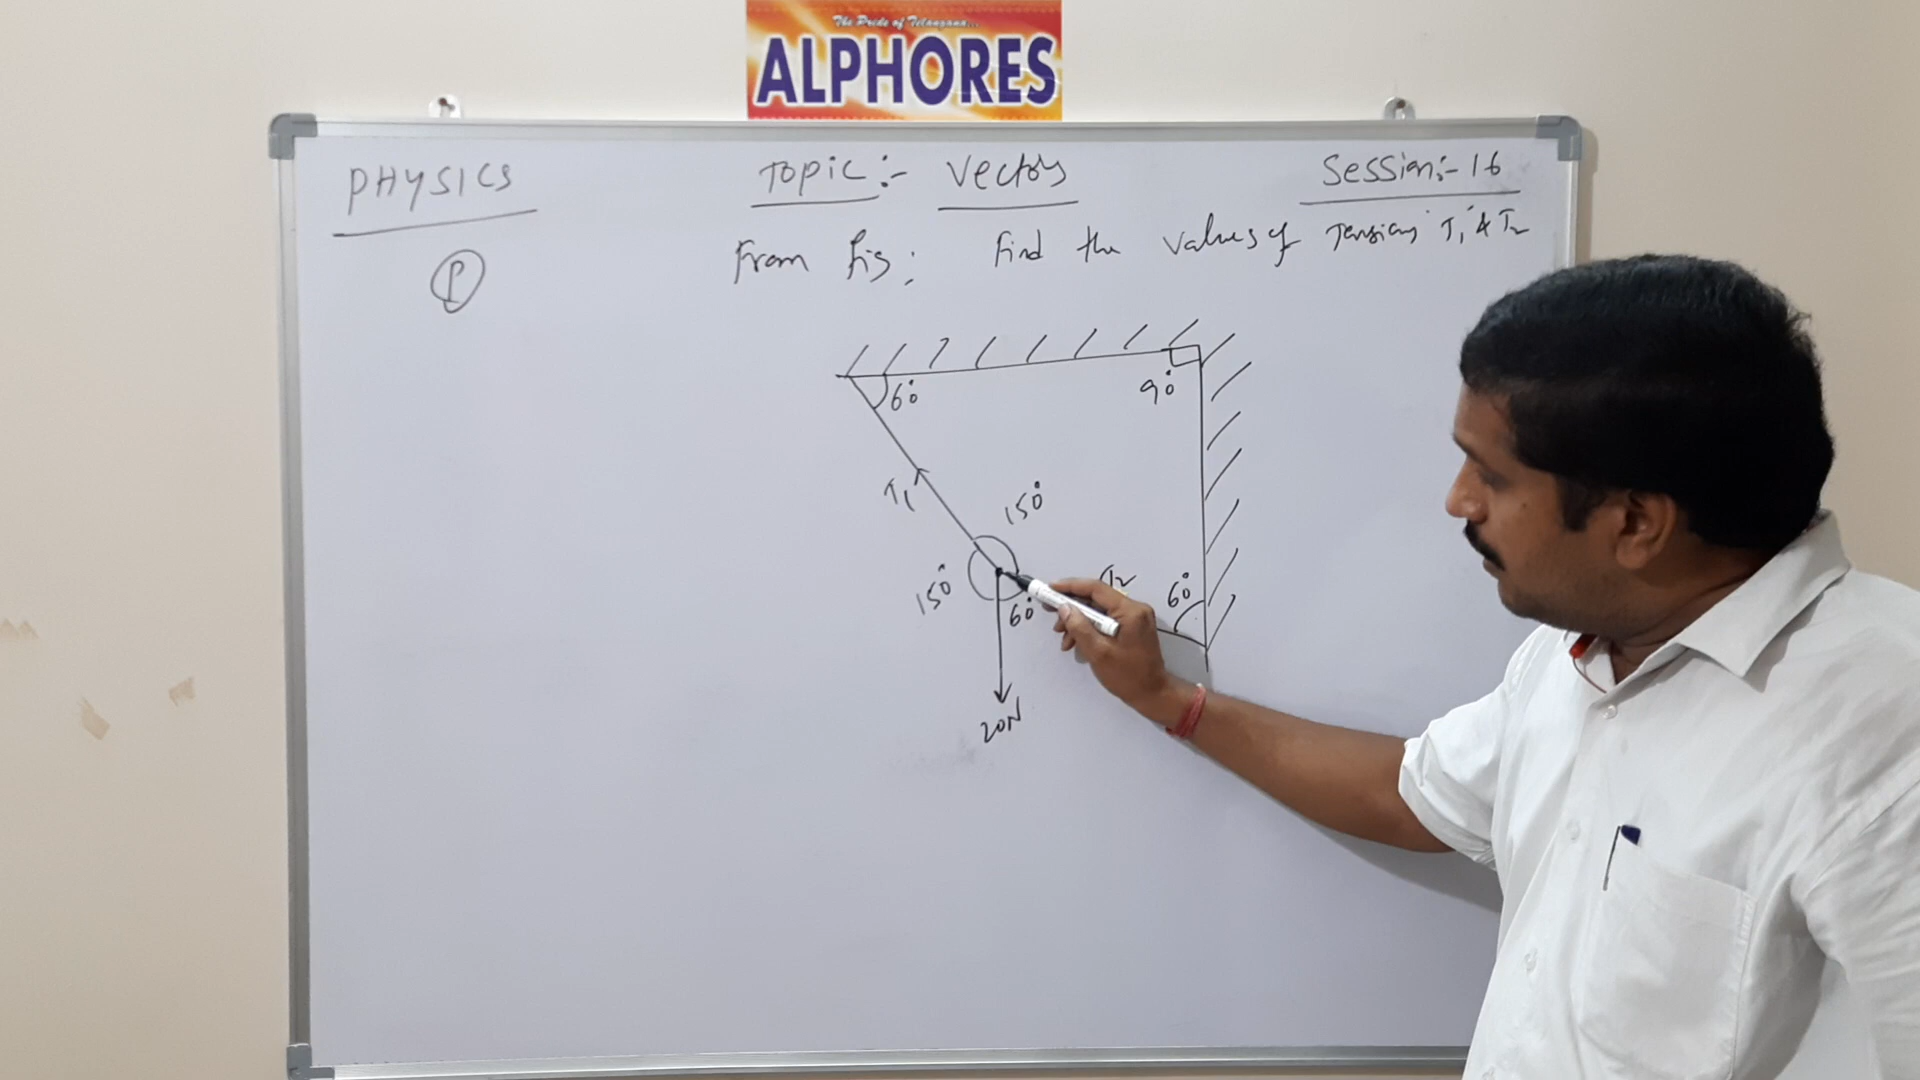 The Pride of Telangana...
ALPHORES
PHYSICS
Topic:- Vectors
Session:- 16
P
From fig: Find the values of Tensions T₁ & T₂
60°
90°
T₁
150°
150°
60°
T₂
60°
20N